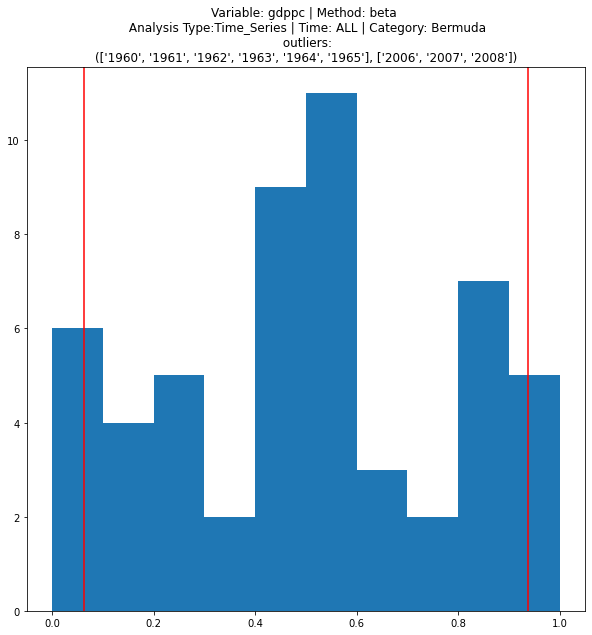 Variable: gdppc | Method: beta
Analysis Type:Time_Series | Time: ALL | Category: Bermuda
outliers:
(['1960', '1961', '1962', '1963', '1964', '1965'], ['2006', '2007', '2008'])
10
8
6
4
2
0
0.0 0.2 0.4 0.6 0.8 1.0